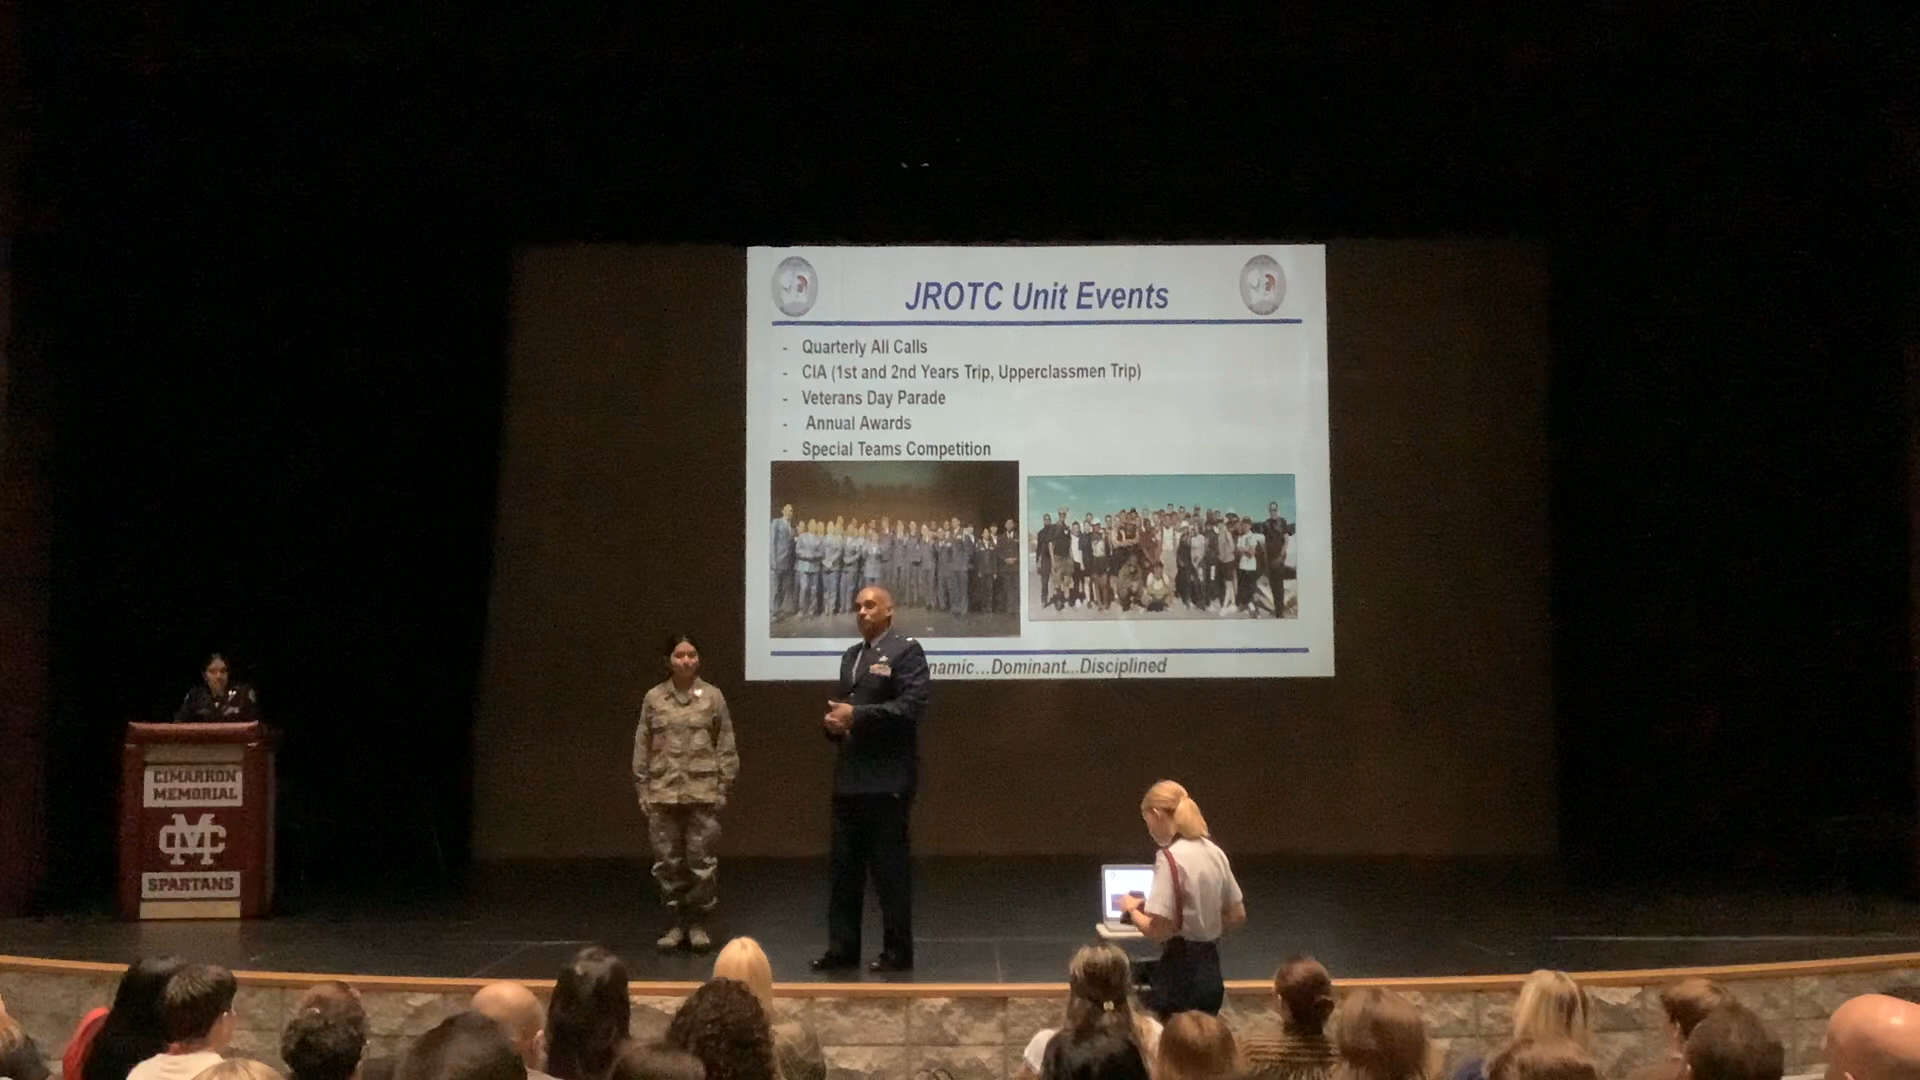 JROTC Unit Events
- Quarterly All Calls
- CIA (1st and 2nd Years Trip, Upperclassmen Trip)
- Veterans Day Parade
- Annual Awards
- Special Teams Competition
namic...Dominant...Disciplined
CIMARRON
MEMORIAL
CM
SPARTANS